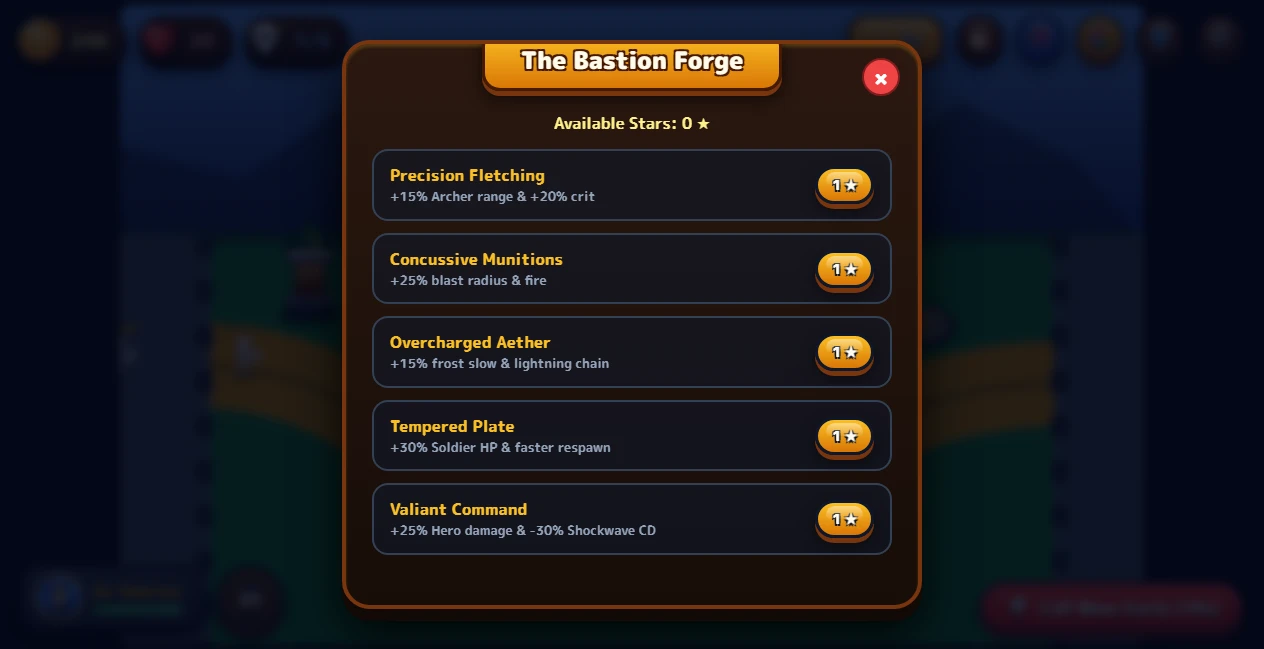 The Bastion Forge
Available Stars: 0 ★
Precision Fletching
+15% Archer range & +20% crit
1 ★
Concussive Munitions
+25% blast radius & fire
1 ★
Overcharged Aether
+15% frost slow & lightning chain
1 ★
Tempered Plate
+30% Soldier HP & faster respawn
1 ★
Valiant Command
+25% Hero damage & -30% Shockwave CD
1 ★